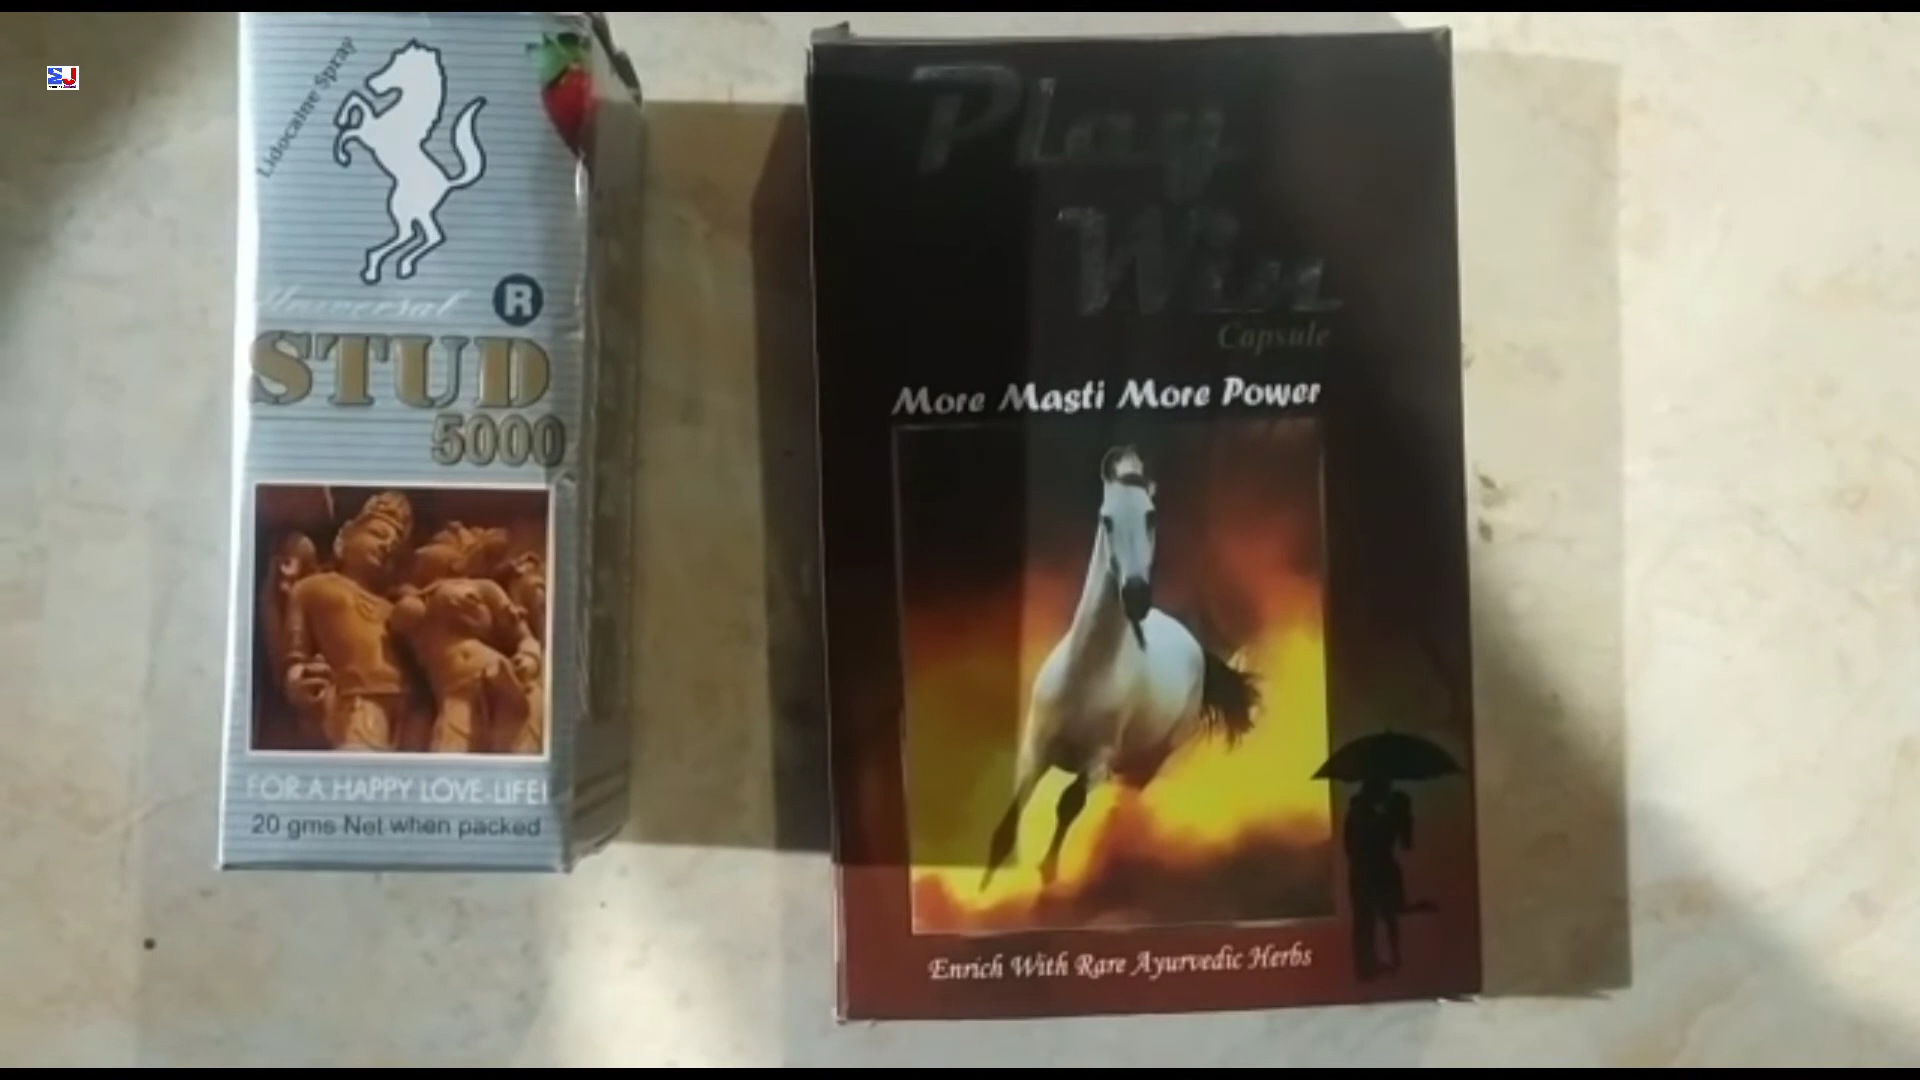 Lidocaine Spray
Universal
R
STUD
5000
FOR A HAPPY LOVE-LIFE!
20 gms Net when packed
Play
Win
Capsule
More Masti More Power
Enrich With Rare Ayurvedic Herbs